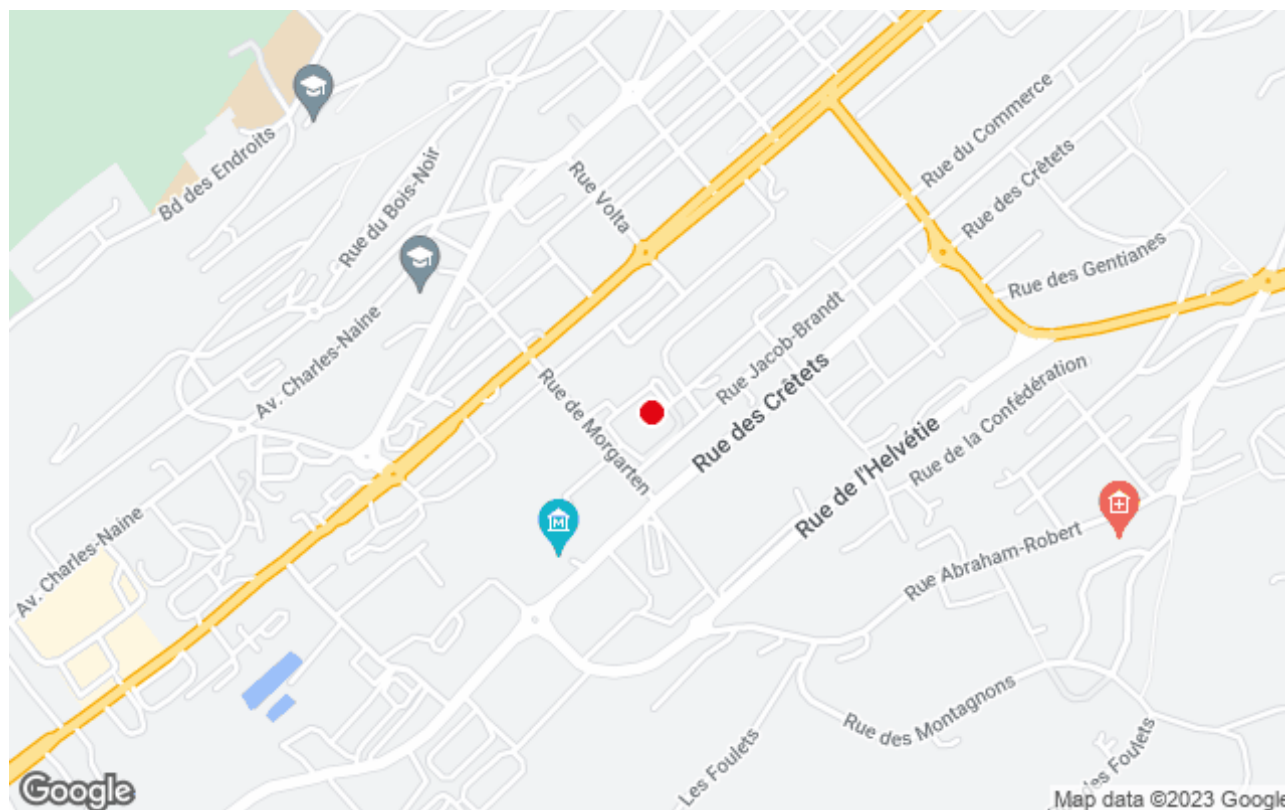 Bd des Endroits
Rue du Bois-Noir
Rue Volta
Rue du Commerce
Rue des Crêtets
Rue des Gentianes
Av. Charles-Naine
Rue de Morgarten
Rue Jacob-Brandt
Rue des Crêtets
Rue de l'Helvétie
Rue de la Confédération
M
Av. Charles-Naine
Rue Abraham-Robert
Rue des Montagnons
Les Foulets
des Foulets
Google
Map data ©2023 Google